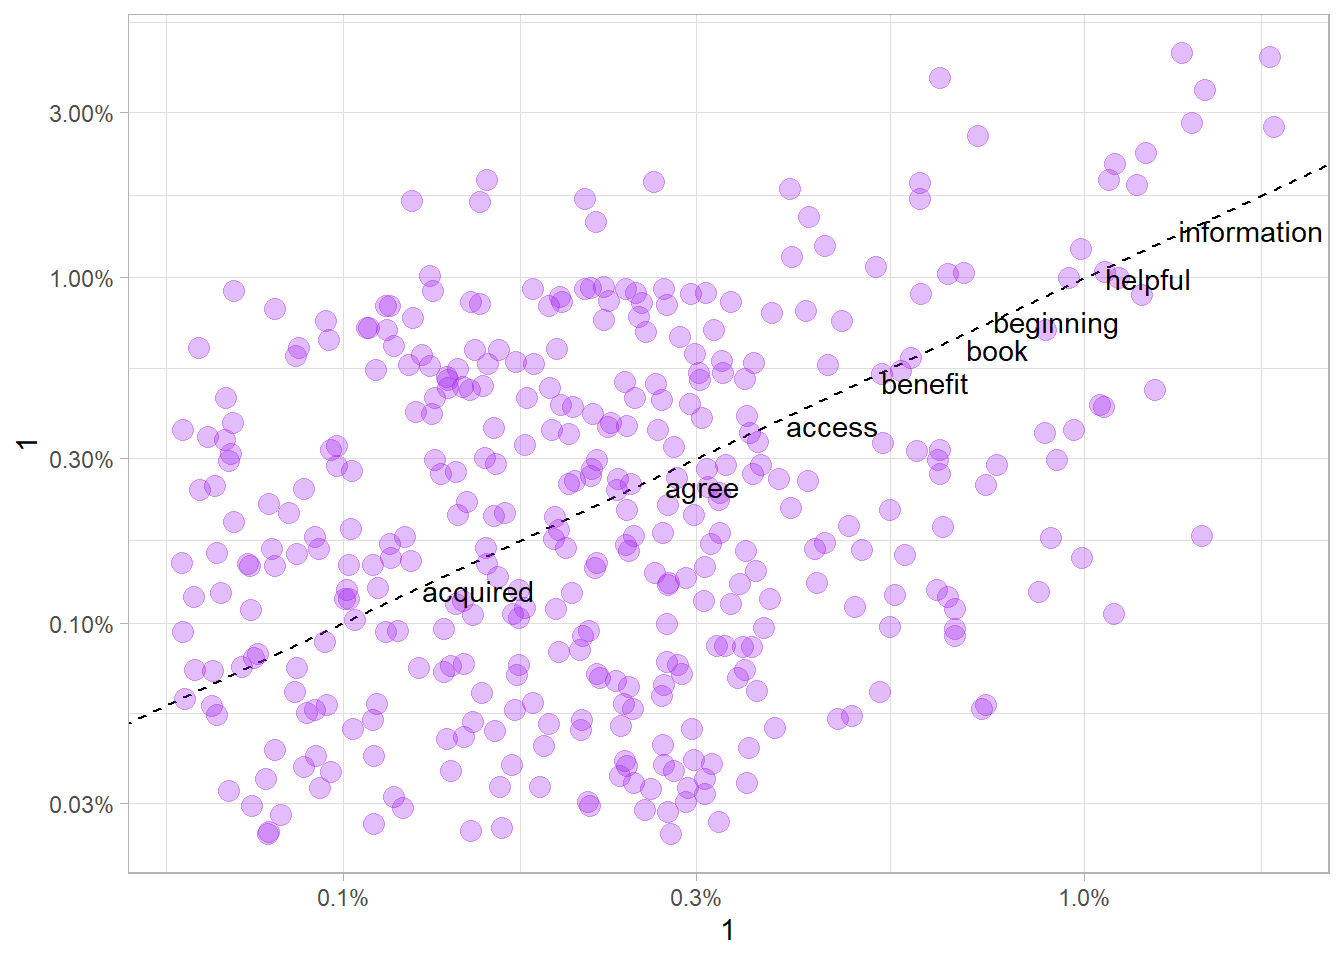 3.00%
information
1.00%
helpful
beginning
book
benefit
access
1
0.30%
agree
acquired
0.10%
0.03%
0.1%
0.3%
1.0%
1